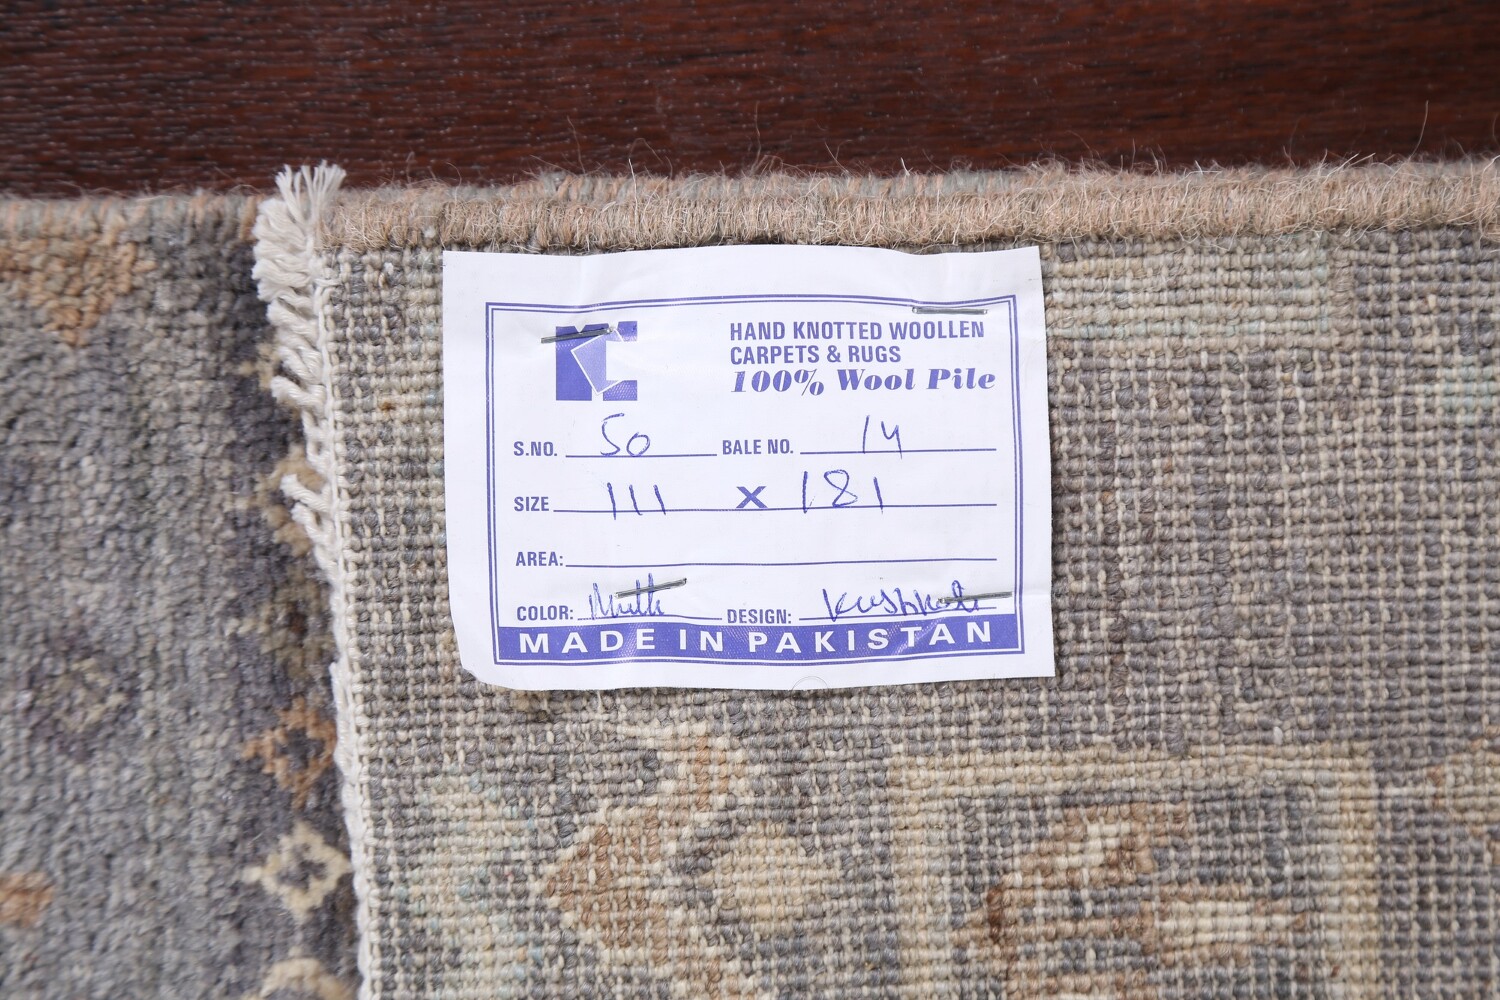 HAND KNOTTED WOOLLEN
CARPETS & RUGS
100% Wool Pile
S.NO. 50 BALE NO. 14
SIZE 111 X 181
AREA:
COLOR: DESIGN:
MADE IN PAKISTAN